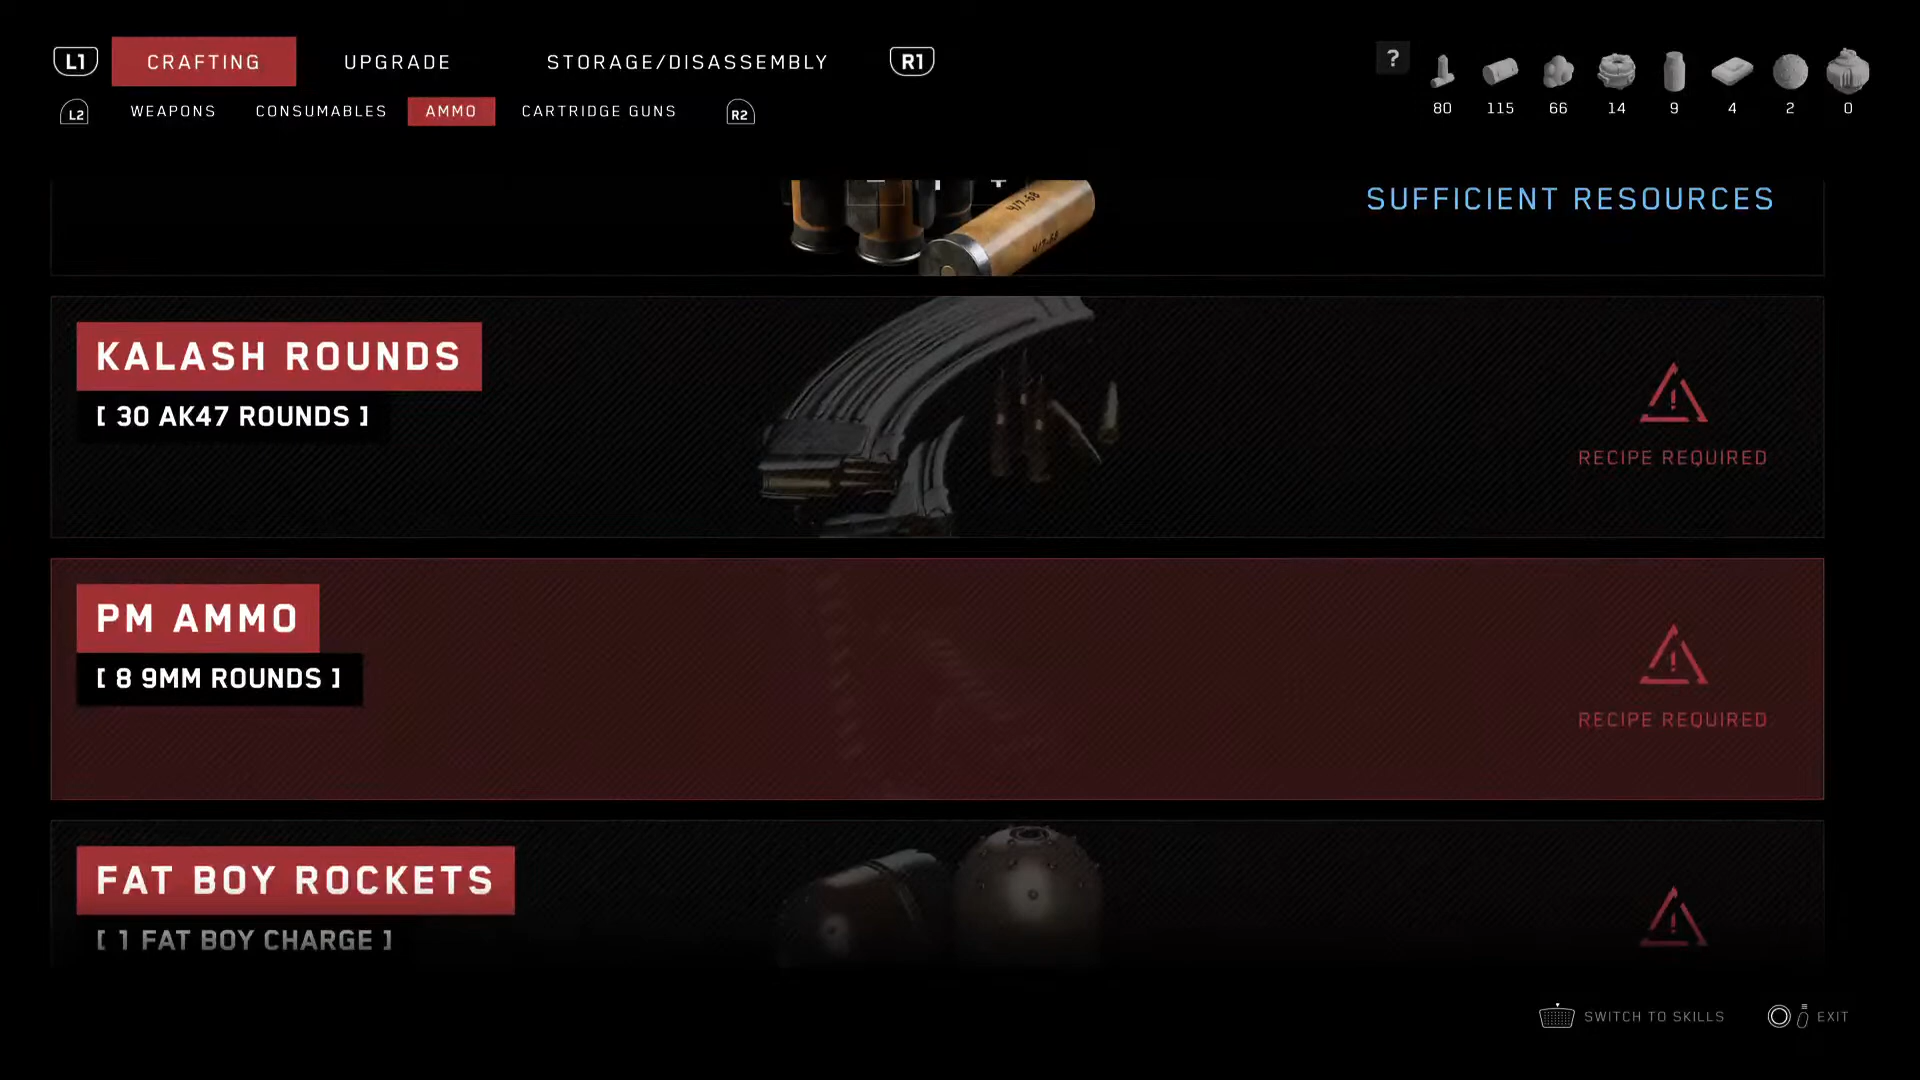 L1 CRAFTING UPGRADE STORAGE/DISASSEMBLY R1
?
L2 WEAPONS CONSUMABLES AMMO CARTRIDGE GUNS R2
80 115 66 14 9 4 2 0
SUFFICIENT RESOURCES
KALASH ROUNDS
[ 30 AK47 ROUNDS ]
RECIPE REQUIRED
PM AMMO
[ 8 9MM ROUNDS ]
RECIPE REQUIRED
FAT BOY ROCKETS
[ 1 FAT BOY CHARGE ]
SWITCH TO SKILLS EXIT